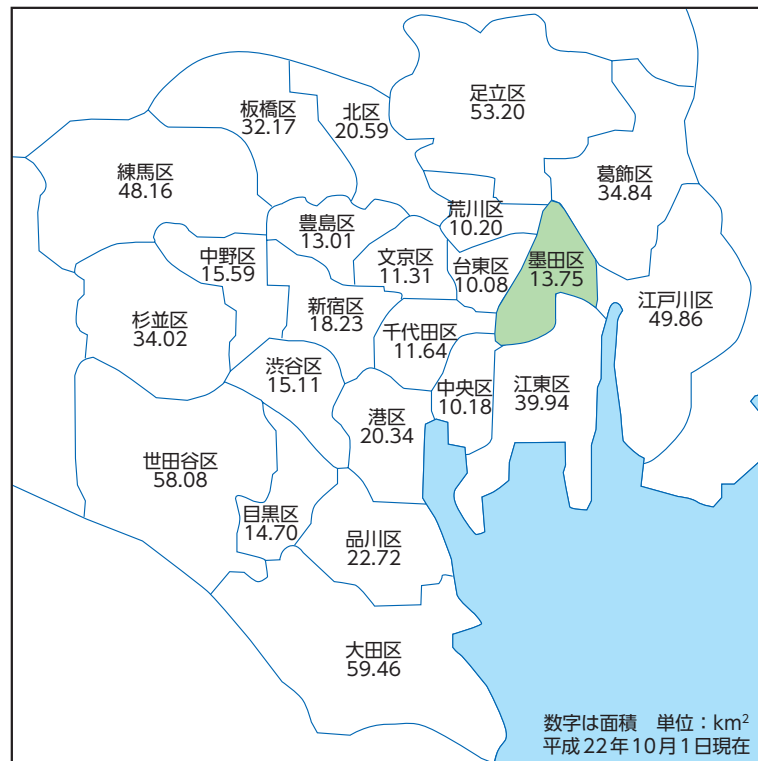 足立区
53.20
板橋区
32.17
北区
20.59
練馬区
48.16
葛飾区
34.84
荒川区
10.20
豊島区
13.01
中野区
15.59
文京区
11.31
台東区
10.08
墨田区
13.75
江戸川区
49.86
杉並区
34.02
新宿区
18.23
千代田区
11.64
渋谷区
15.11
中央区
10.18
江東区
39.94
港区
20.34
世田谷区
58.08
目黒区
14.70
品川区
22.72
大田区
59.46
数字は面積　単位：km²
平成22年10月1日現在